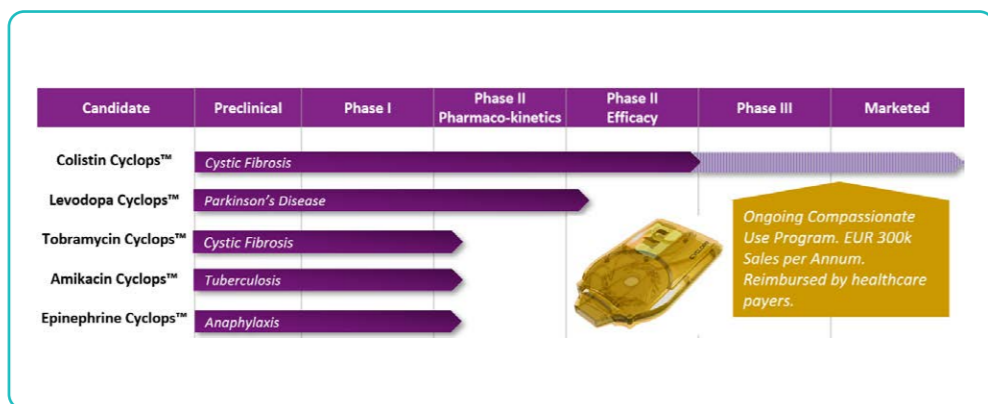 Candidate Preclinical Phase I Phase II Pharmaco-kinetics Phase II Efficacy Phase III Marketed
Colistin Cyclops™ Cystic Fibrosis
Levodopa Cyclops™ Parkinson's Disease
Tobramycin Cyclops™ Cystic Fibrosis
Amikacin Cyclops™ Tuberculosis
Epinephrine Cyclops™ Anaphylaxis
Ongoing Compassionate
Use Program. EUR 300k
Sales per Annum.
Reimbursed by healthcare
payers.